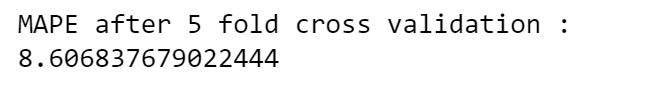 MAPE after 5 fold cross validation :
8.606837679022444